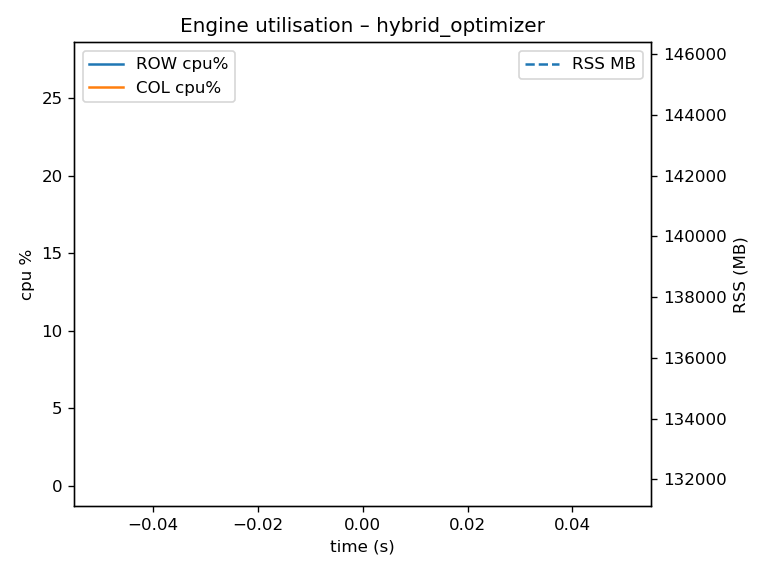 Engine utilisation – hybrid_optimizer
ROW cpu%
COL cpu%
RSS MB
25
20
15
10
5
0
cpu %
146000
144000
142000
140000
138000
136000
134000
132000
RSS (MB)
−0.04
−0.02
0.00
0.02
0.04
time (s)